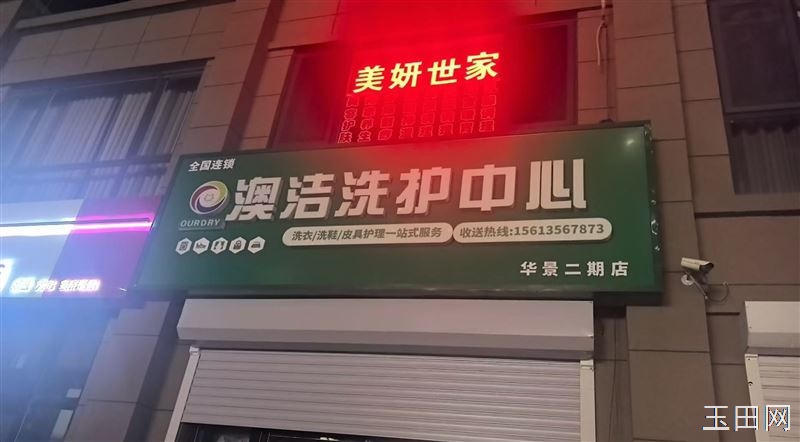 美妍世家
全国连锁
OURDRY
澳洁洗护中心
洗衣/洗鞋/皮具护理一站式服务
收送热线:15613567873
华景二期店
玉田网